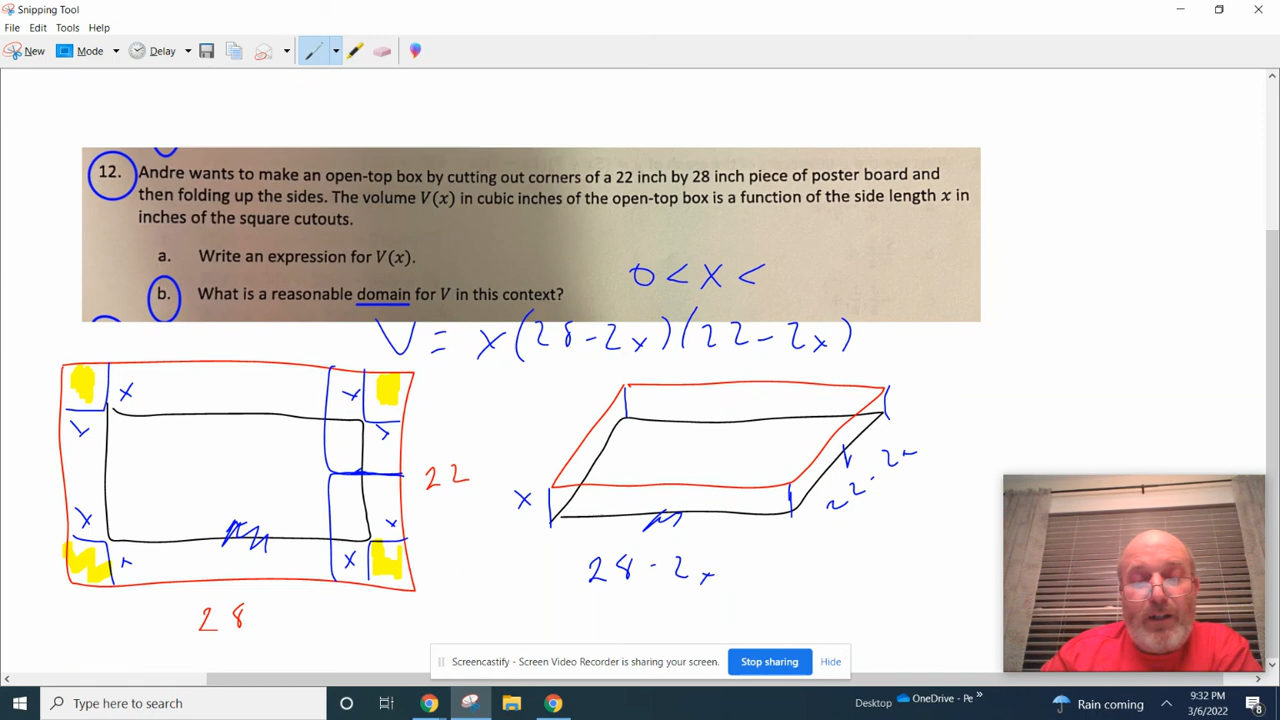 Snipping Tool
File Edit Tools Help
New Mode Delay
12. Andre wants to make an open-top box by cutting out corners of a 22 inch by 28 inch piece of poster board and
then folding up the sides. The volume V(x) in cubic inches of the open-top box is a function of the side length x in
inches of the square cutouts.
a. Write an expression for V(x).
b. What is a reasonable domain for V in this context?
0 < x <
V = x(28-2x)(22-2x)
x x
x
22
x
22-2x
x x
x
28-2x
28
Screencastify - Screen Video Recorder is sharing your screen. Stop sharing Hide
Type here to search
Desktop OneDrive - Pe »
Rain coming
9:32 PM
3/6/2022
8